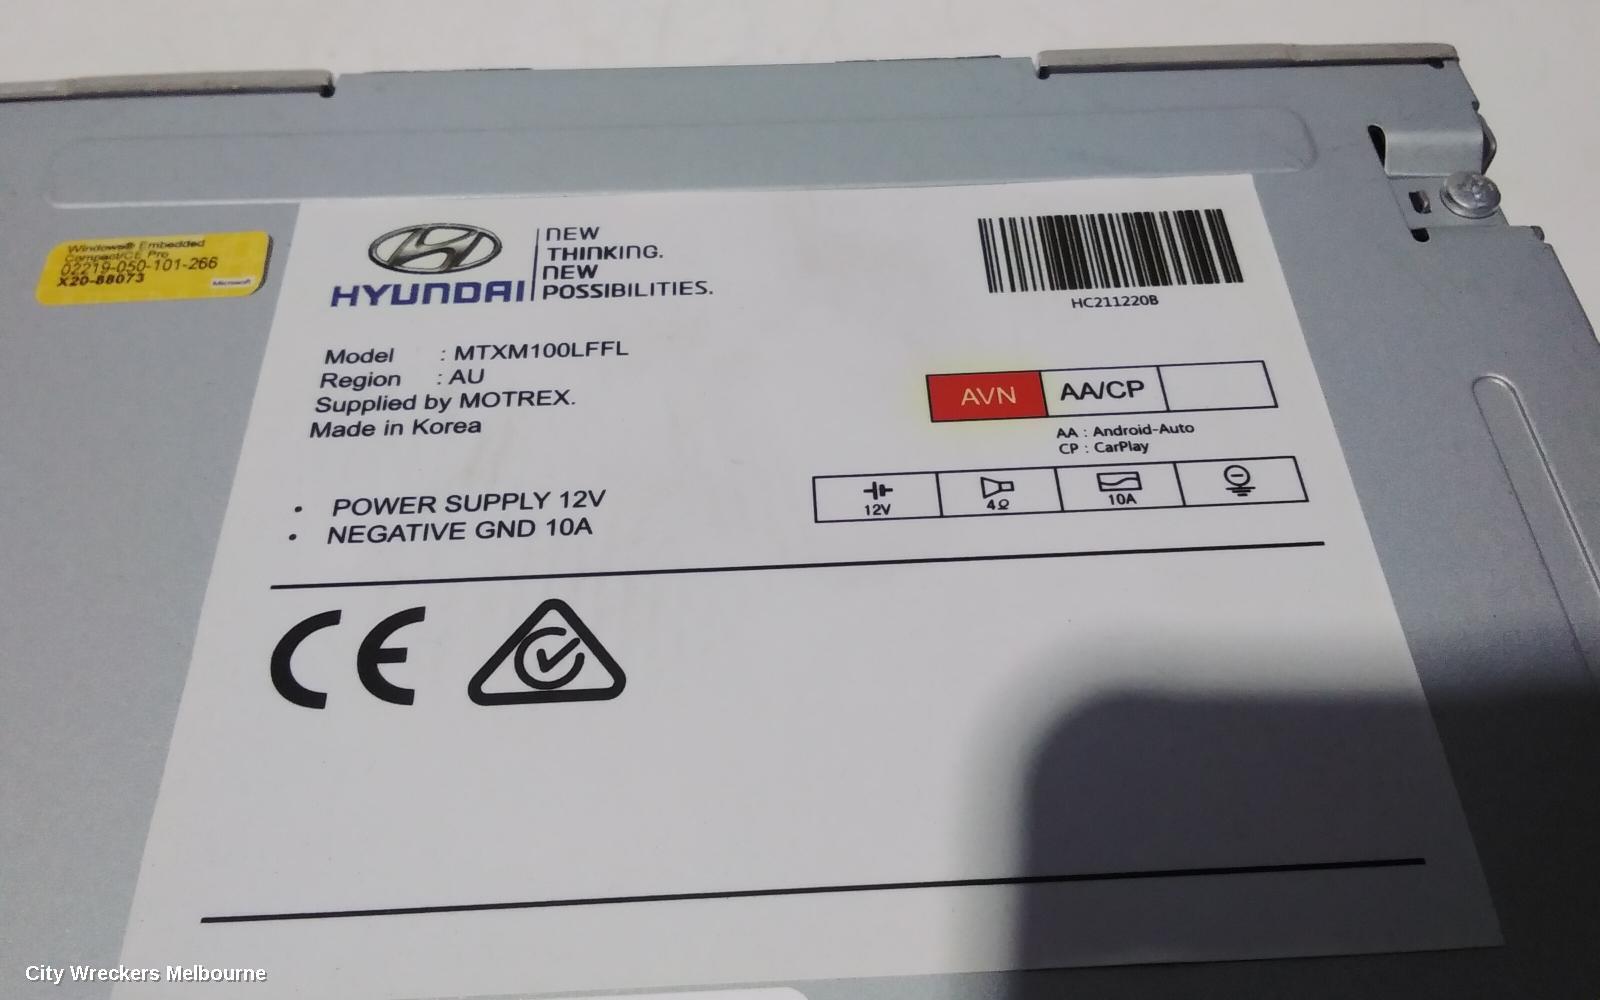 Windows® Embedded
Compact/CE Pro
02219-050-101-266
X20-88073
Microsoft
HYUNDAI
NEW
THINKING.
NEW
POSSIBILITIES.
HC211220B
Model : MTXM100LFFL
Region : AU
Supplied by MOTREX.
Made in Korea
AVN AA/CP
AA : Android-Auto
CP : CarPlay
• POWER SUPPLY 12V
• NEGATIVE GND 10A
12V 4Ω 10A
CE
City Wreckers Melbourne